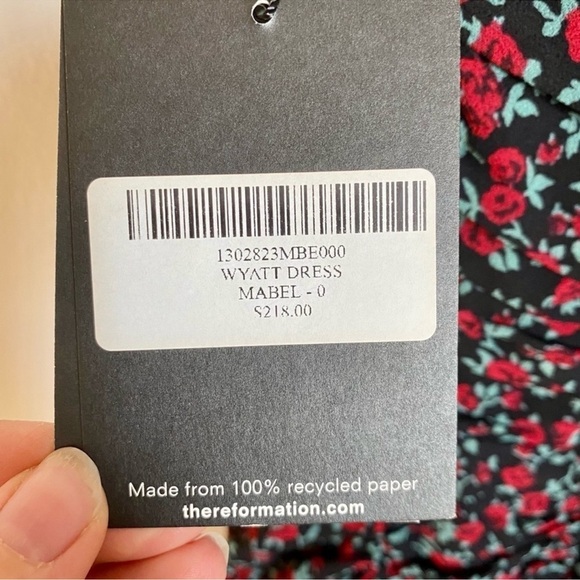 1302823MBE000
WYATT DRESS
MABEL - 0
$218.00
Made from 100% recycled paper
thereformation.com